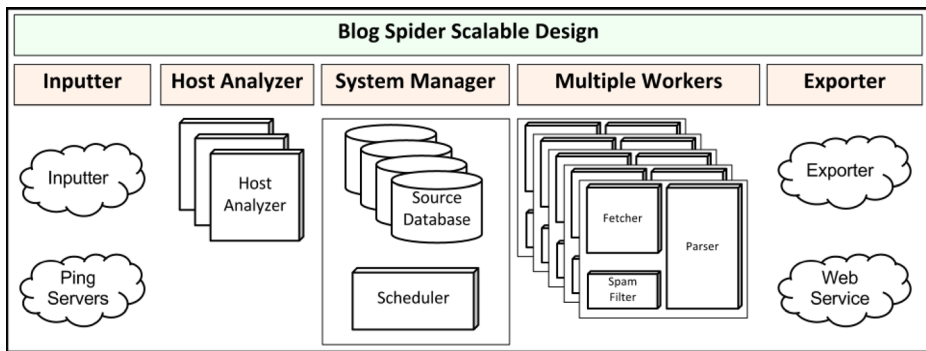 Blog Spider Scalable Design
Inputter
Host Analyzer
System Manager
Multiple Workers
Exporter
Inputter
Ping
Servers
Host
Analyzer
Source
Database
Scheduler
Fetcher
Spam
Filter
Parser
Exporter
Web
Service